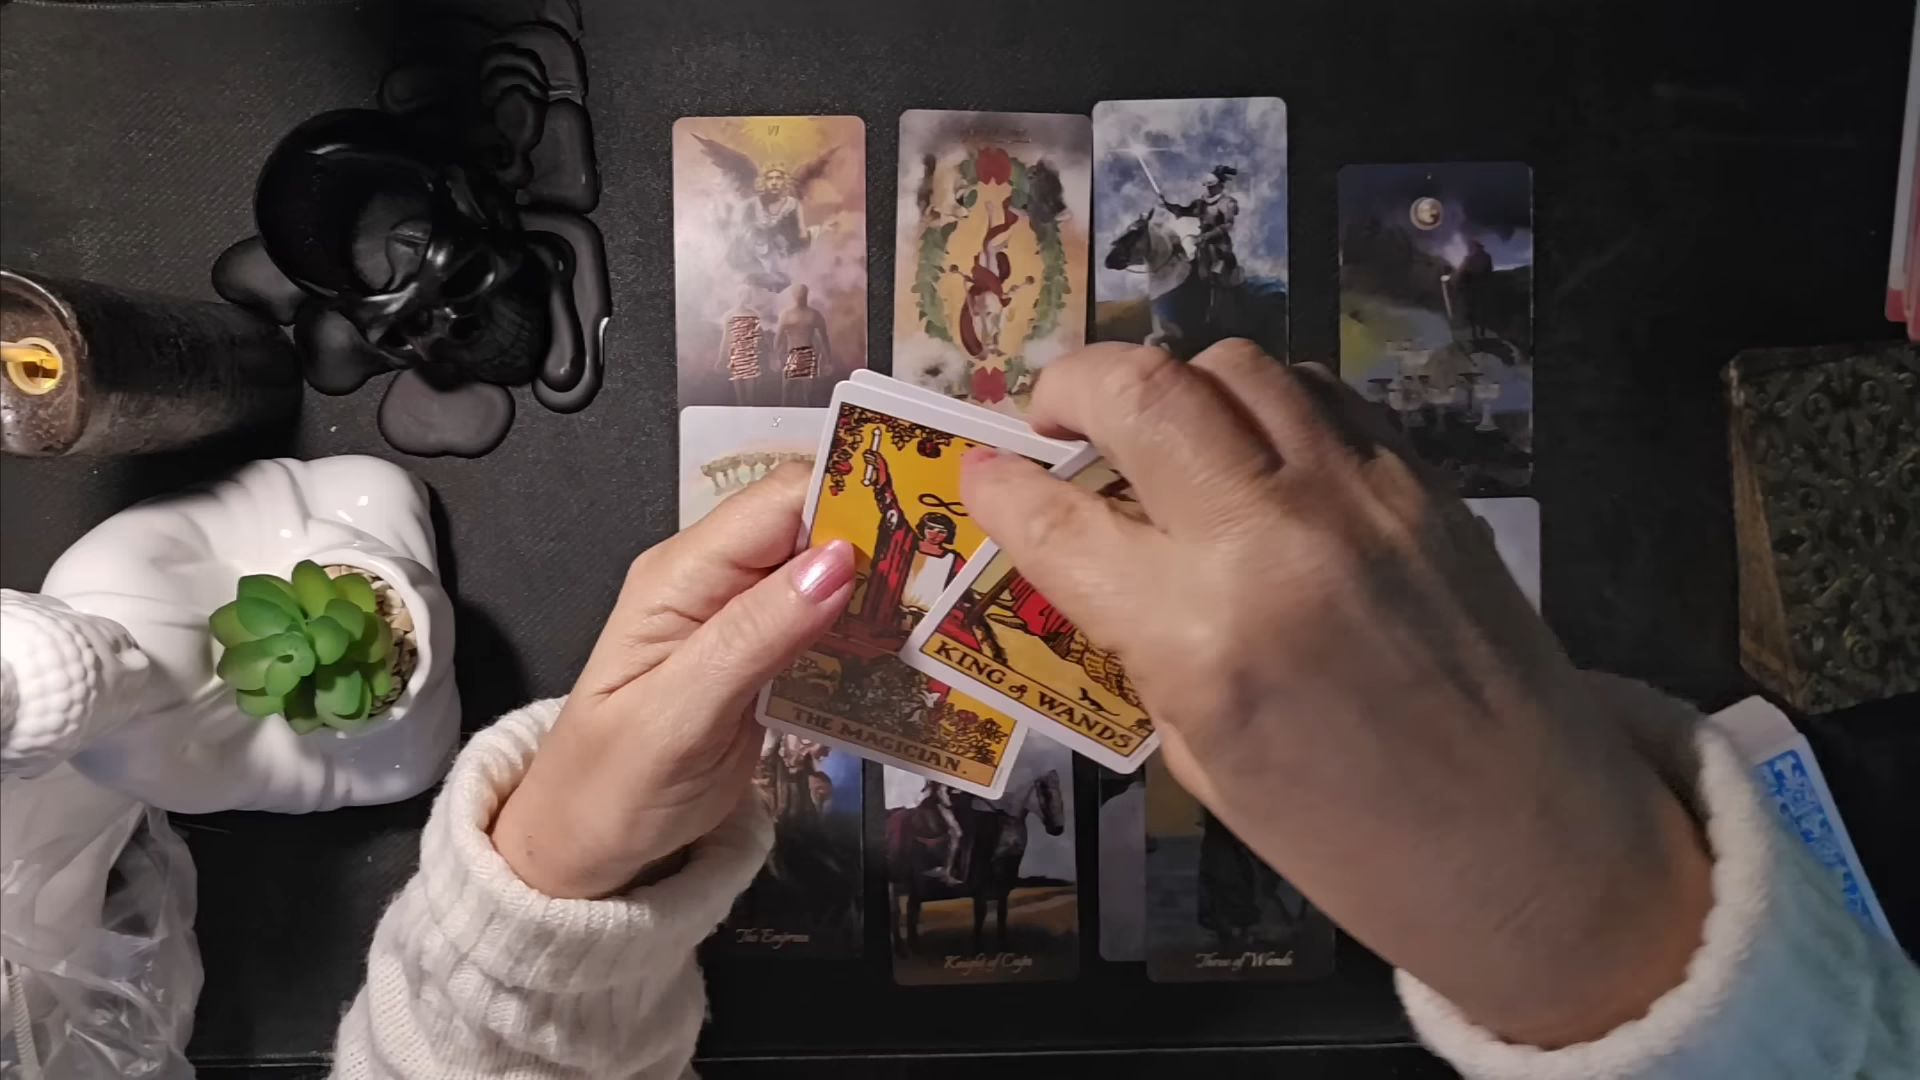 VI
X
KING of WANDS
THE MAGICIAN.
The Empress
Knight of Cups
Three of Wands